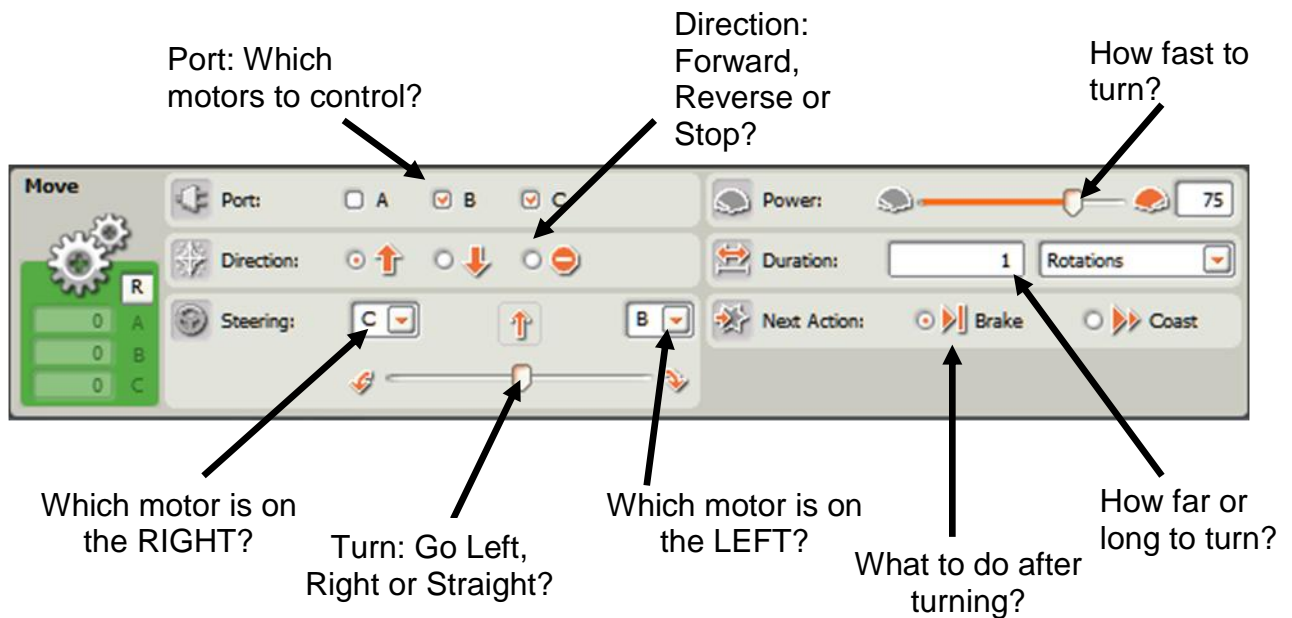 Direction:
Forward,
Reverse or
Stop?
Port: Which
motors to control?
How fast to
turn?
Move
Port: A B C
Power: 75
Direction:
Duration: 1 Rotations
R
Steering: C B
Next Action: Brake Coast
0 A
0 B
0 C
Which motor is on
the RIGHT?
Turn: Go Left,
Right or Straight?
Which motor is on
the LEFT?
What to do after
turning?
How far or
long to turn?